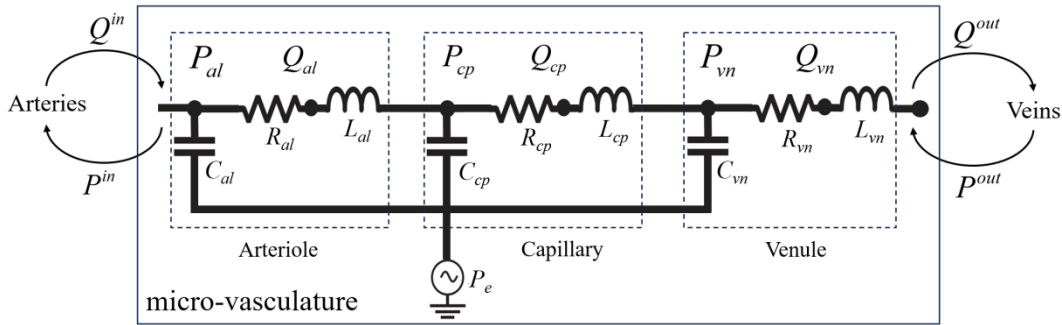 Q^in
Q^out
P_al Q_al P_cp Q_cp P_vn Q_vn
Arteries
Veins
R_al L_al R_cp L_cp R_vn L_vn
P^in
C_al C_cp C_vn
P^out
Arteriole Capillary Venule
P_e
micro-vasculature